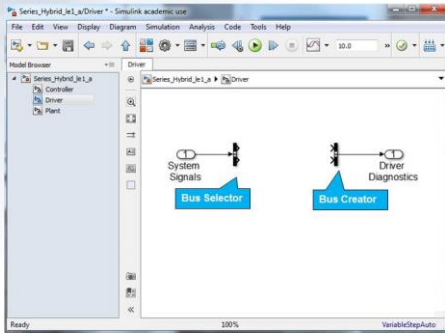 Series_Hybrid_le1_a/Driver * - Simulink academic use
File Edit View Display Diagram Simulation Analysis Code Tools Help
10.0
Model Browser
Driver
Series_Hybrid_le1_a
Controller
Driver
Plant
Series_Hybrid_le1_a Driver
1
System
Signals
Bus Selector
1
Driver
Diagnostics
Bus Creator
Ready
100%
VariableStepAuto